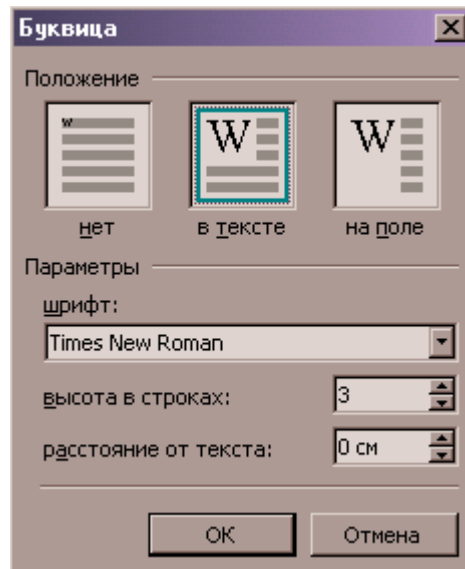 Буквица
Положение
w
W
W
нет
в тексте
на поле
Параметры
шрифт:
Times New Roman
высота в строках:
3
расстояние от текста:
0 см
ОК
Отмена